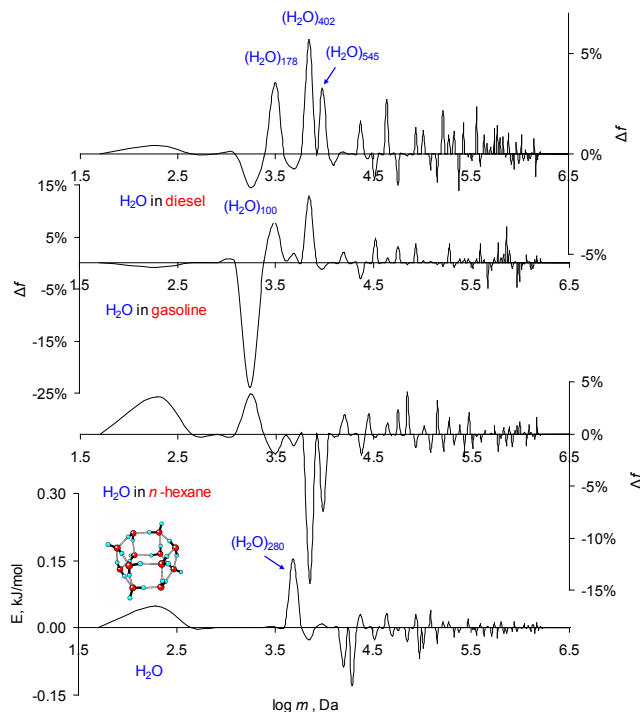 (H₂O)₄₀₂
(H₂O)₁₇₈
(H₂O)₅₄₅
5%
0%
-5%
Δf
1.5 2.5 3.5 4.5 5.5 6.5
H₂O in diesel
(H₂O)₁₀₀
15%
5%
-5%
-15%
-25%
Δf
1.5 2.5 3.5 4.5 5.5 6.5
H₂O in gasoline
5%
0%
-5%
-10%
-15%
Δf
1.5 2.5 3.5 4.5 5.5 6.5
H₂O in n-hexane
0.30
0.15
0.00
-0.15
E, kJ/mol
(H₂O)₂₈₀
1.5 2.5 3.5 4.5 5.5 6.5
H₂O
log m , Da